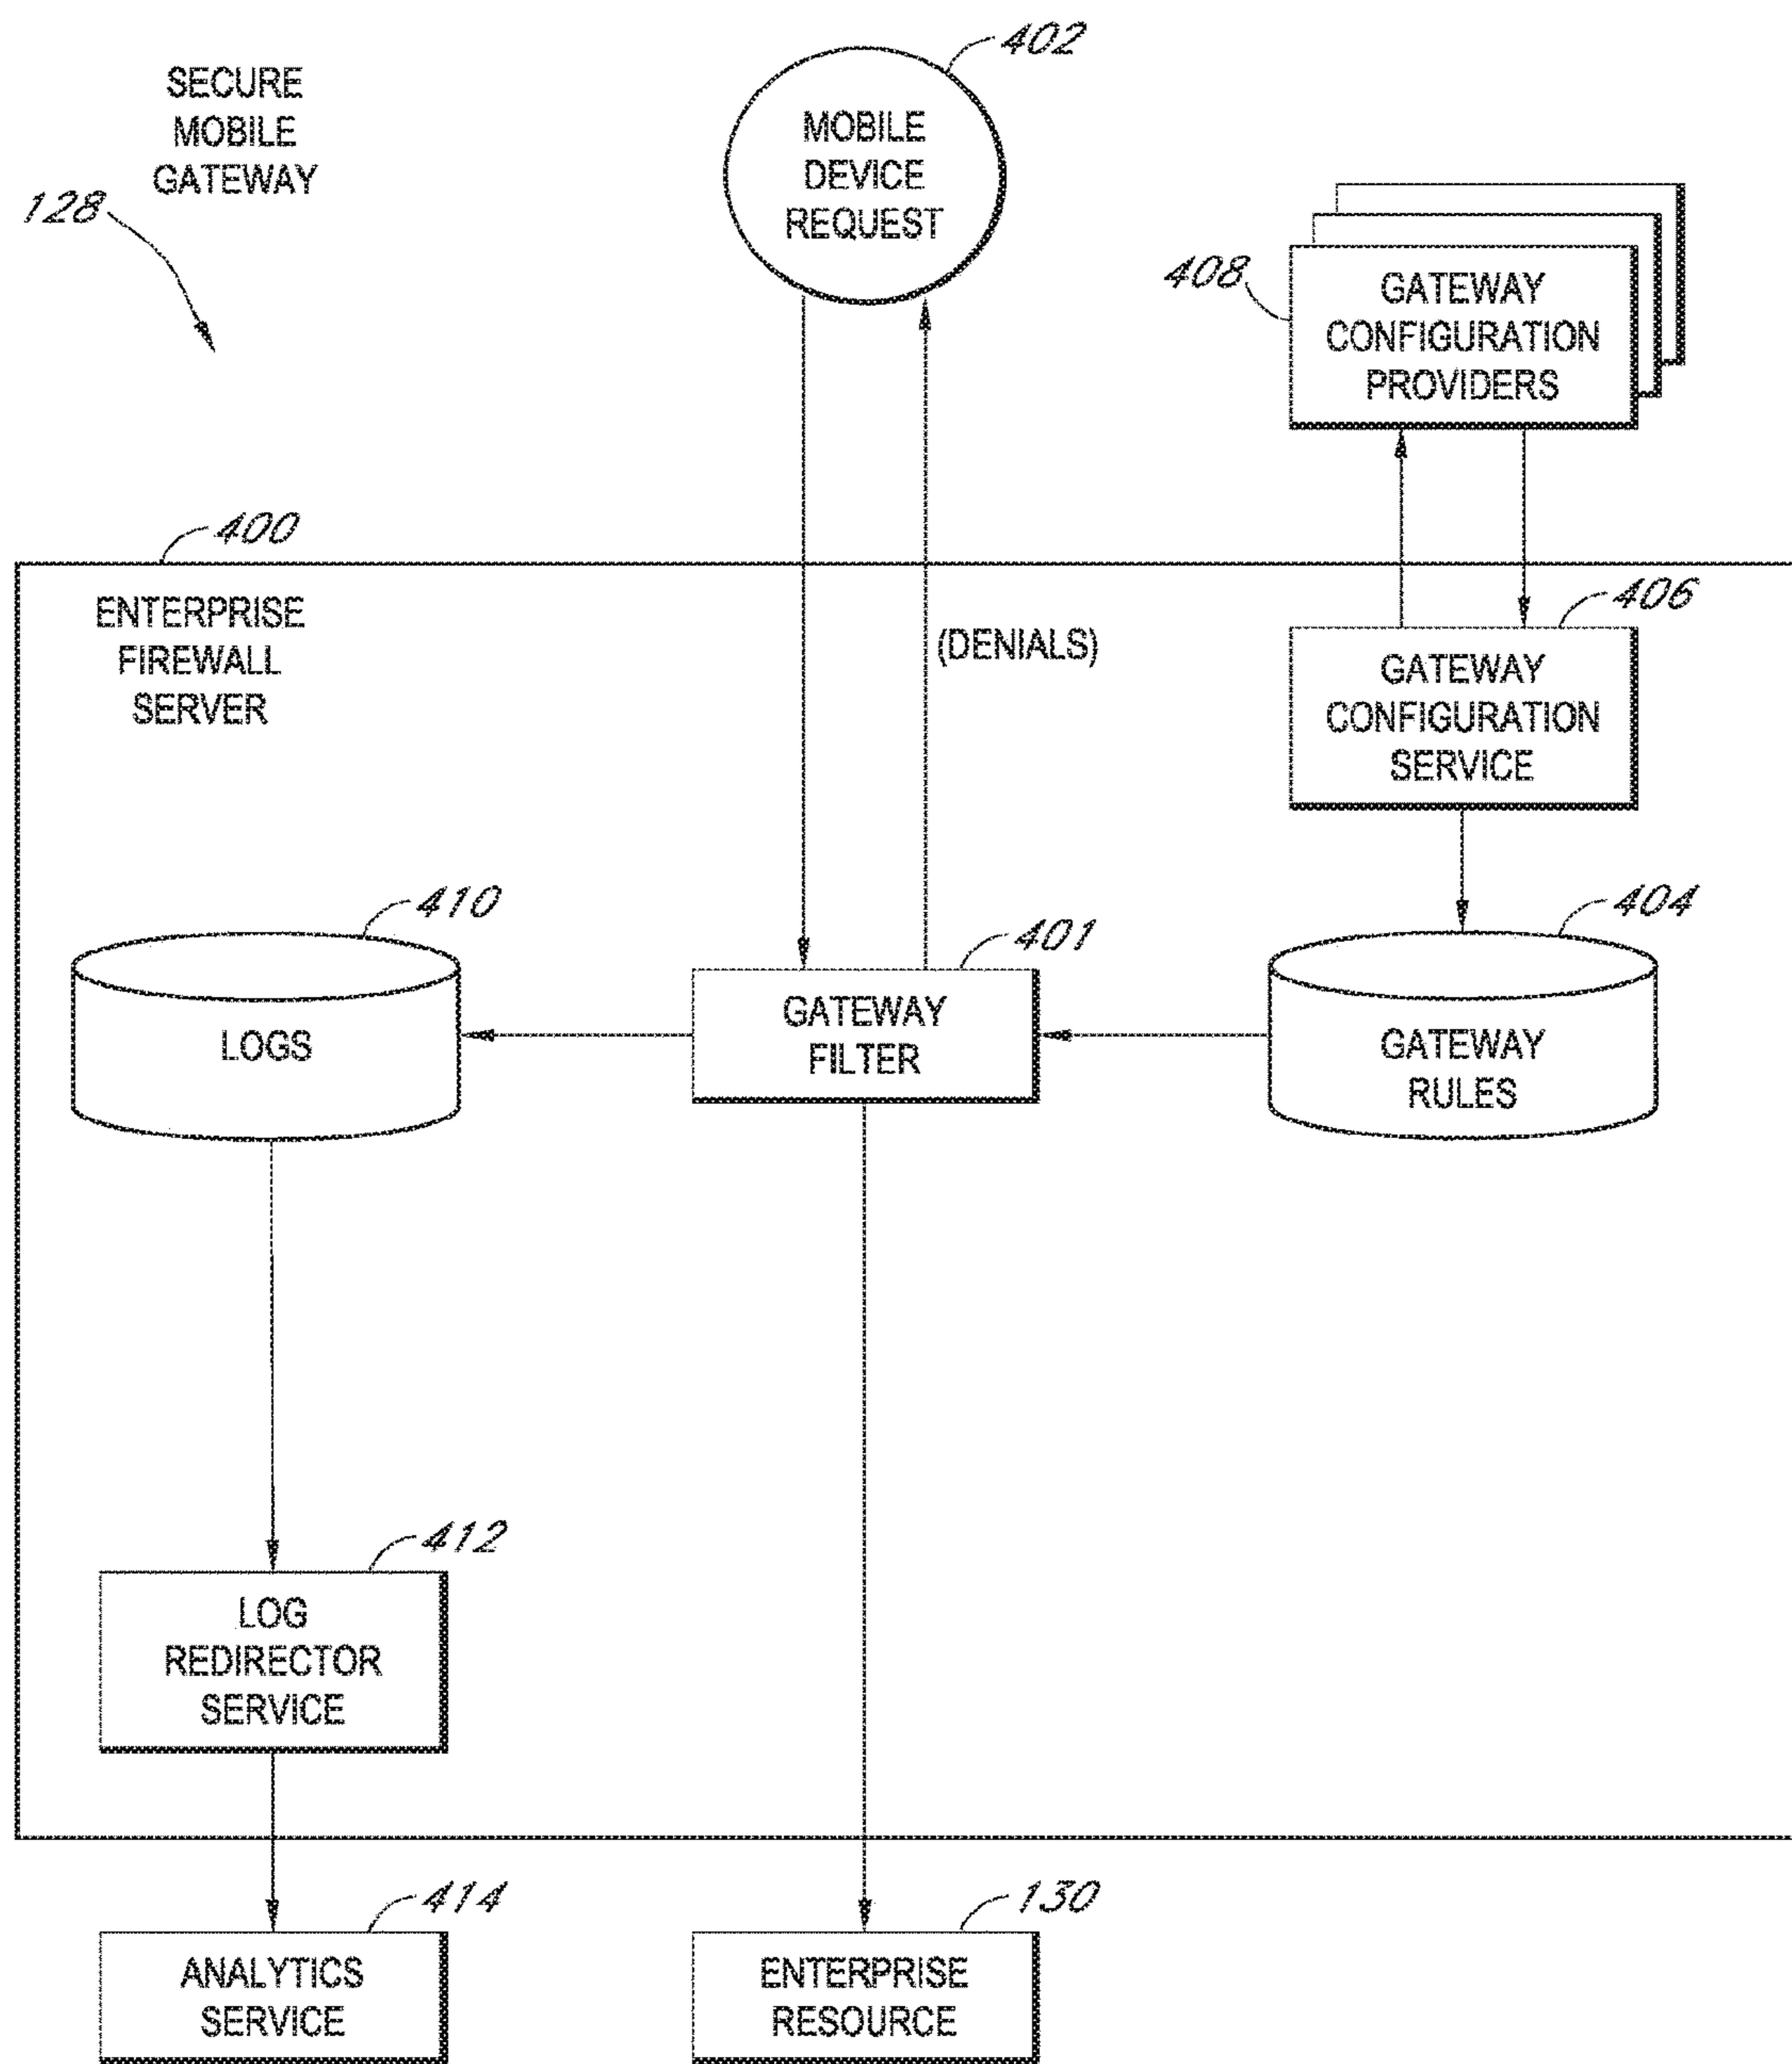 SECURE
MOBILE
GATEWAY
128
402
MOBILE
DEVICE
REQUEST
408
GATEWAY
CONFIGURATION
PROVIDERS
400
ENTERPRISE
FIREWALL
SERVER
(DENIALS)
406
GATEWAY
CONFIGURATION
SERVICE
410
LOGS
401
GATEWAY
FILTER
404
GATEWAY
RULES
412
LOG
REDIRECTOR
SERVICE
414
ANALYTICS
SERVICE
130
ENTERPRISE
RESOURCE